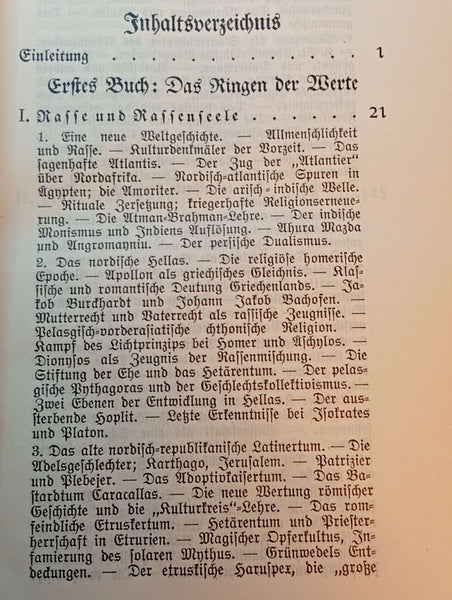 Inhaltsverzeichnis
Einleitung . . . . . . . . . . . . 1
Erstes Buch: Das Ringen der Werte
I. Rasse und Rassenseele . . . . . . 21
1. Eine neue Weltgeschichte. — Allmenschlichkeit
und Rasse. — Kulturdenkmäler der Vorzeit. — Das
sagenhafte Atlantis. — Der Zug der „Atlantier“
über Nordafrika. — Nordisch-atlantische Spuren in
Ägypten; die Amoriter. — Die arisch-indische Welle.
— Rituale Zersetzung; kriegerhafte Religionserneue-
rung. — Die Atman-Brahman-Lehre. — Der indische
Monismus und Indiens Auflösung. — Ahura Mazda
und Angromayniu. — Der persische Dualismus.
2. Das nordische Hellas. — Die religiöse homerische
Epoche. — Apollon als griechisches Gleichnis. — Klas-
sische und romantische Deutung Griechenlands. — Ja-
kob Burckhardt und Johann Jakob Bachofen. —
Mutterrecht und Vaterrecht als rassische Zeugnisse. —
Pelasgisch-vorderasiatische chthonische Religion. —
Kampf des Lichtprinzips bei Homer und Äschylos. —
Dionysos als Zeugnis der Rassenmischung. — Die
Stiftung der Ehe und das Hetärentum. — Der pelas-
gische Pythagoras und der Geschlechtskollektivismus. —
Zwei Ebenen der Entwicklung in Hellas. — Der aus-
sterbende Hoplit. — Letzte Erkenntnisse bei Isokrates
und Platon.
3. Das alte nordisch-republikanische Latinertum. — Die
Adelsgeschlechter; Karthago, Jerusalem. — Patrizier
und Plebejer. — Das Adoptivkaisertum. — Das Ba-
stardtum Caracallas. — Die neue Wertung römischer
Geschichte und die „Kulturkreis“-Lehre. — Das rom-
feindliche Etruskertum. — Hetärentum und Priester-
herrschaft in Etrurien. — Magischer Opferkultus, In-
famierung des solaren Mythus. — Grünwedels Ent-
deckungen. — Der etruskische Haruspex, die „große